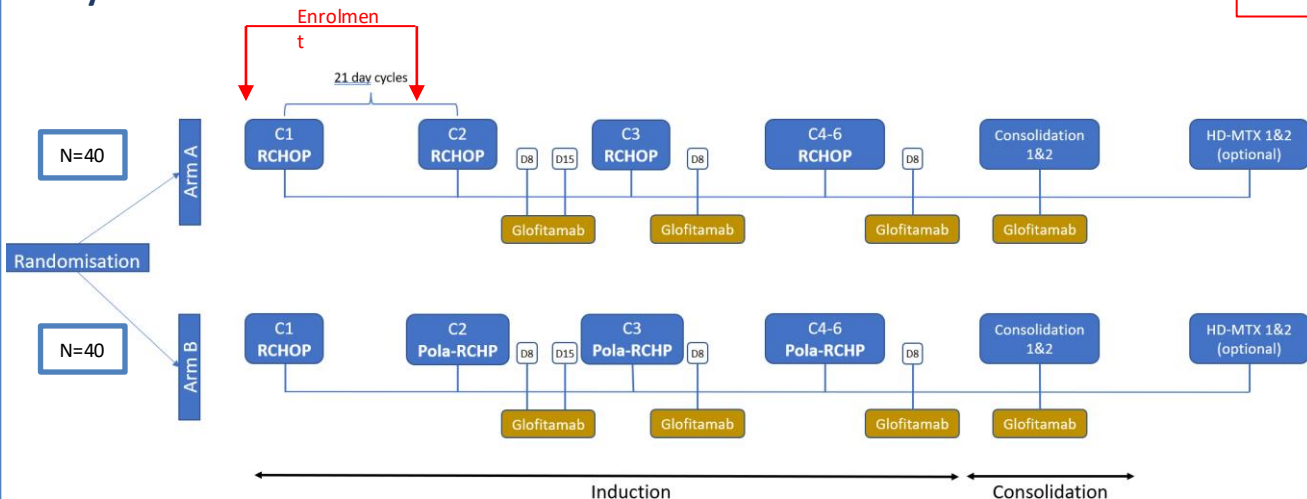 Enrolmen
t
21 day cycles
N=40
Arm A
C1
RCHOP
C2
RCHOP
D8
D15
C3
RCHOP
D8
C4-6
RCHOP
D8
Consolidation
1&2
HD-MTX 1&2
(optional)
Glofitamab
Glofitamab
Glofitamab
Glofitamab
Randomisation
N=40
Arm B
C1
RCHOP
C2
Pola-RCHP
D8
D15
C3
Pola-RCHP
D8
C4-6
Pola-RCHP
D8
Consolidation
1&2
HD-MTX 1&2
(optional)
Glofitamab
Glofitamab
Glofitamab
Glofitamab
Induction
Consolidation